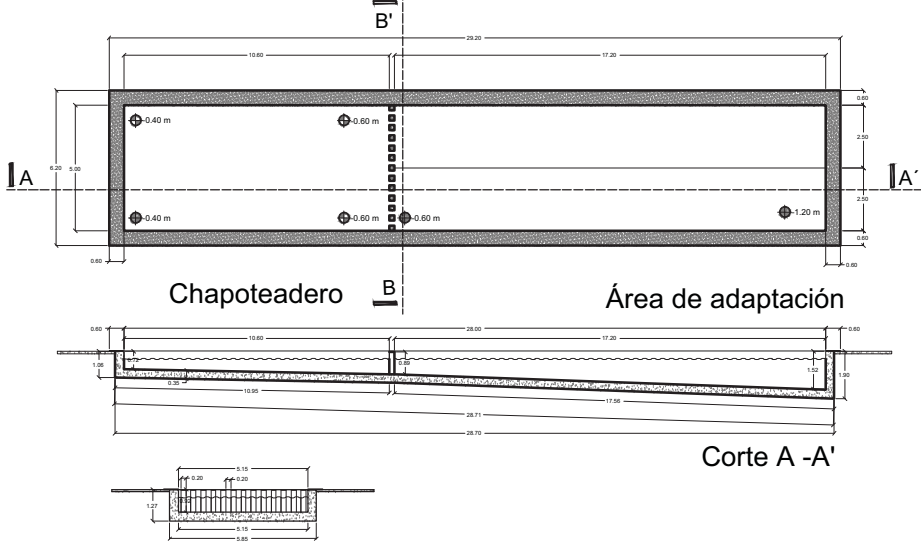 B'
29.20
10.60 17.20
0.60
-0.40 m -0.60 m
6.20 5.00 2.50
A A´
2.50
-0.40 m -0.60 m -0.60 m -1.20 m
0.60
0.60 0.60
Chapoteadero B Área de adaptación
0.60 28.00 0.60
10.60 17.20
1.06 0.72 0.89 1.52 1.90
0.35
10.95 17.56
28.71
28.70
Corte A -A'
5.15
0.20 0.20
1.27 0.92
5.15
5.85